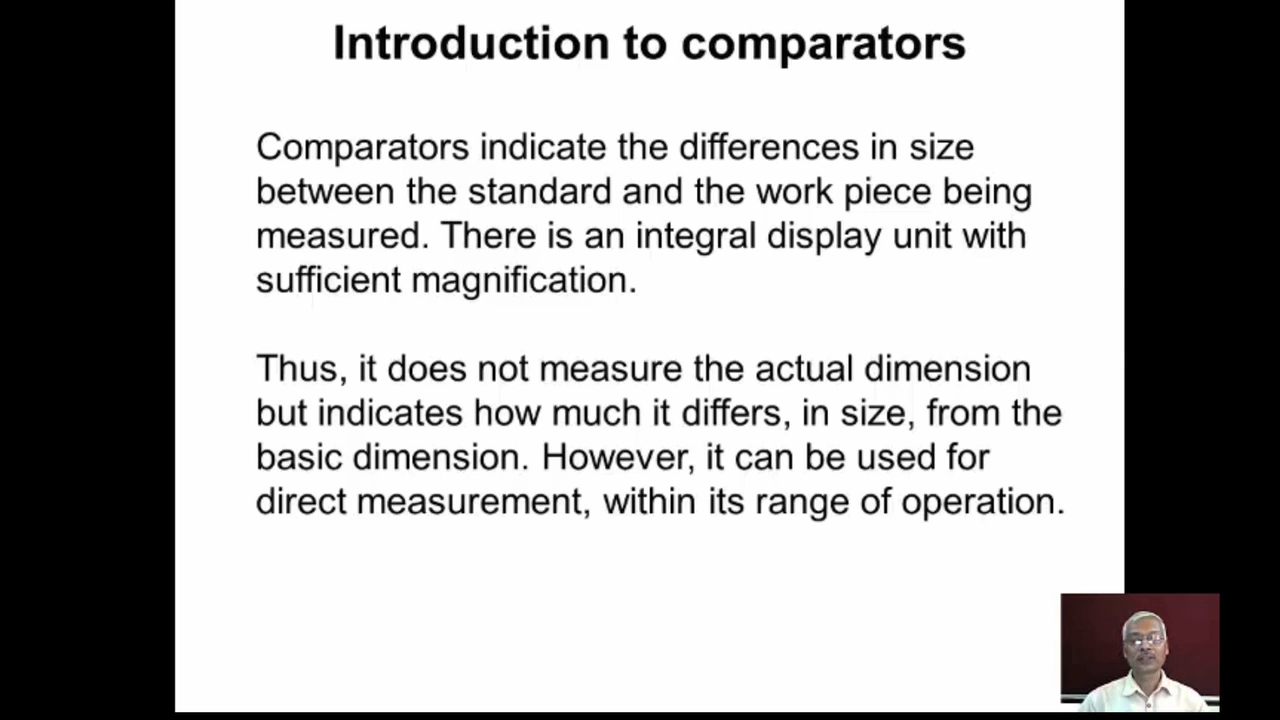 Introduction to comparators
Comparators indicate the differences in size
between the standard and the work piece being
measured. There is an integral display unit with
sufficient magnification.
Thus, it does not measure the actual dimension
but indicates how much it differs, in size, from the
basic dimension. However, it can be used for
direct measurement, within its range of operation.